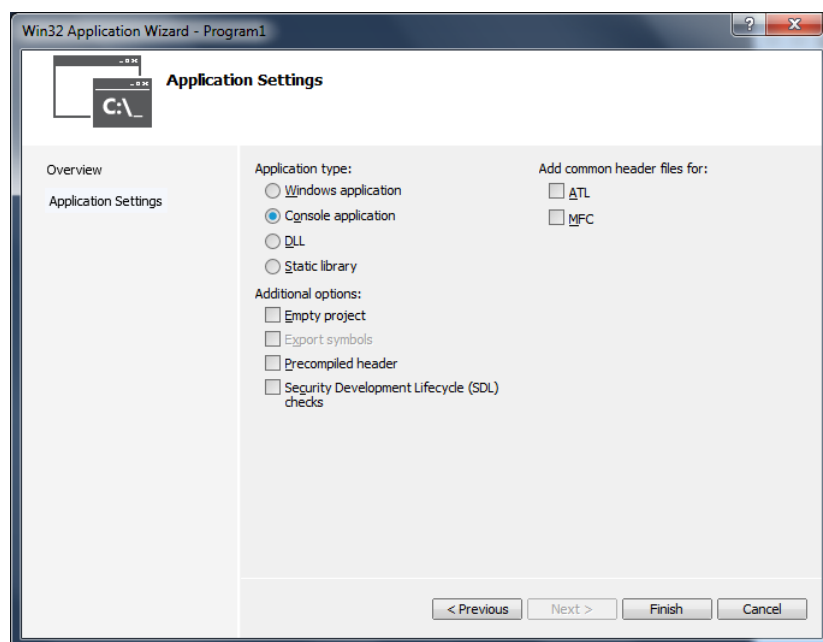 Win32 Application Wizard - Program1
C:\_
Application Settings
Overview
Application Settings
Application type:
Windows application
Console application
DLL
Static library
Additional options:
Empty project
Export symbols
Precompiled header
Security Development Lifecycle (SDL)
checks
Add common header files for:
ATL
MFC
< Previous
Next >
Finish
Cancel